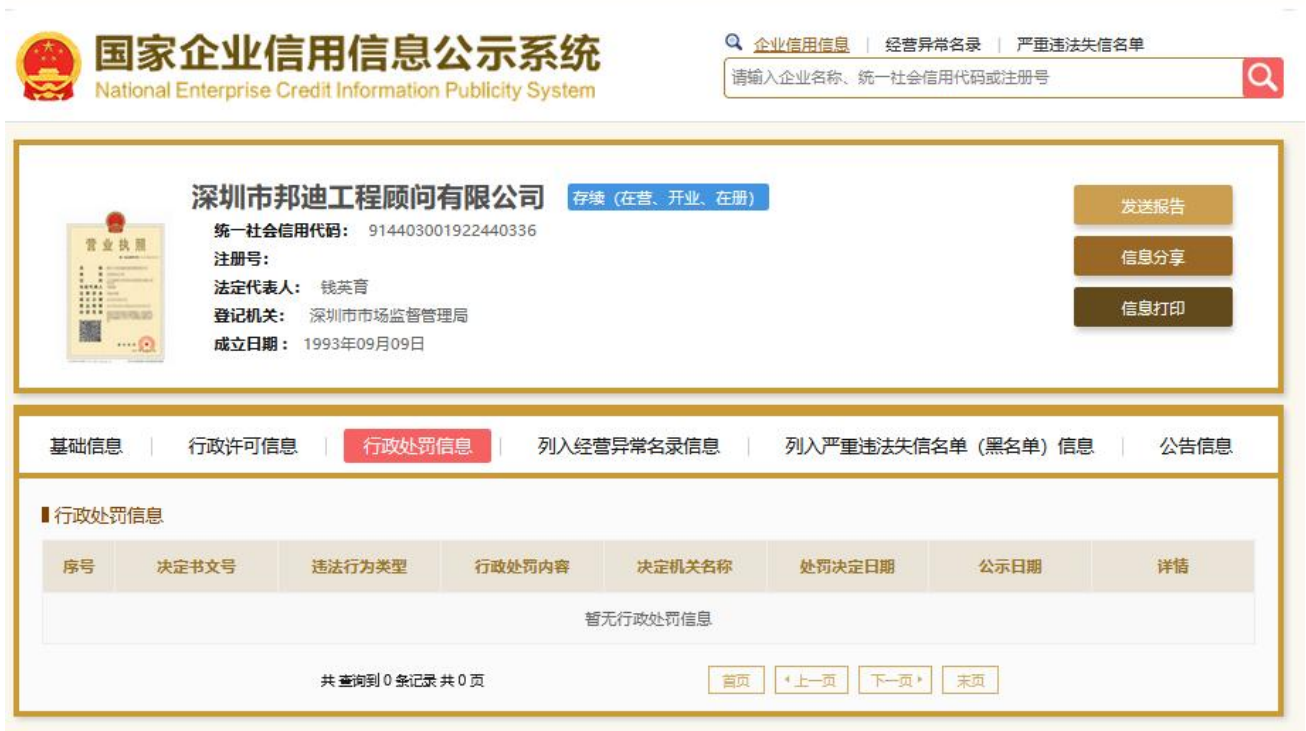 国家企业信用信息公示系统
National Enterprise Credit Information Publicity System
企业信用信息 | 经营异常名录 | 严重违法失信名单
请输入企业名称、统一社会信用代码或注册号
深圳市邦迪工程顾问有限公司 存续（在营、开业、在册）
统一社会信用代码： 914403001922440336
注册号：
法定代表人： 钱英育
登记机关： 深圳市市场监督管理局
成立日期： 1993年09月09日
营业执照
发送报告
信息分享
信息打印
基础信息 | 行政许可信息 | 行政处罚信息 | 列入经营异常名录信息 | 列入严重违法失信名单（黑名单）信息 | 公告信息
行政处罚信息
序号 决定书文号 违法行为类型 行政处罚内容 决定机关名称 处罚决定日期 公示日期 详情
暂无行政处罚信息
共 查询到 0 条记录 共 0 页 首页 上一页 下一页 末页